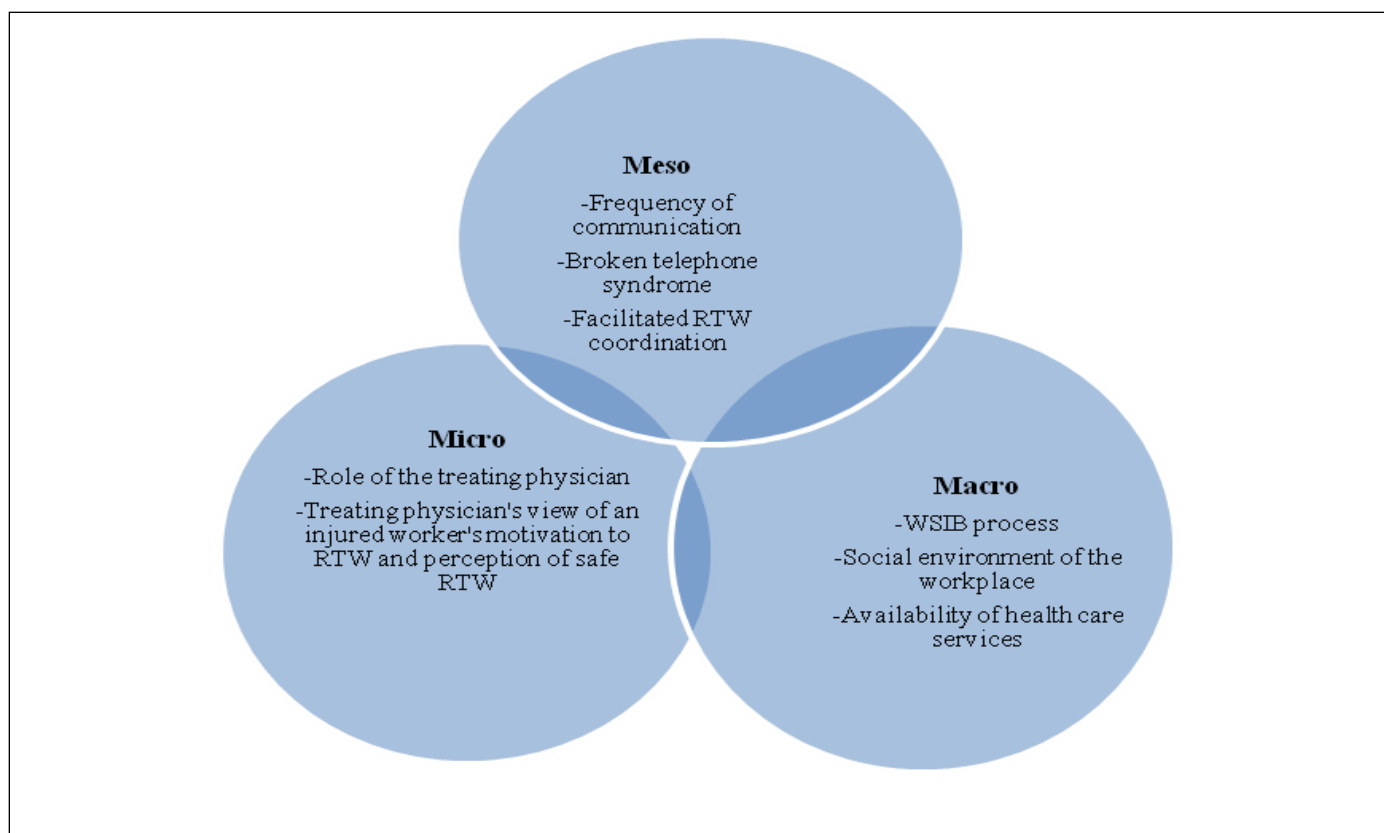 Meso
-Frequency of
communication
-Broken telephone
syndrome
-Facilitated RTW
coordination
Micro
-Role of the treating physician
-Treating physician's view of an
injured worker's motivation to
RTW and perception of safe
RTW
Macro
-WSIB process
-Social environment of the
workplace
-Availability of health care
services